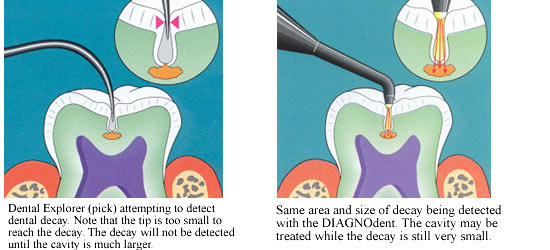 Dental Explorer (pick) attempting to detect
dental decay. Note that the tip is too small to
reach the decay. The decay will not be detected
until the cavity is much larger.
Same area and size of decay being detected
with the DIAGNOdent. The cavity may be
treated while the decay is still very small.